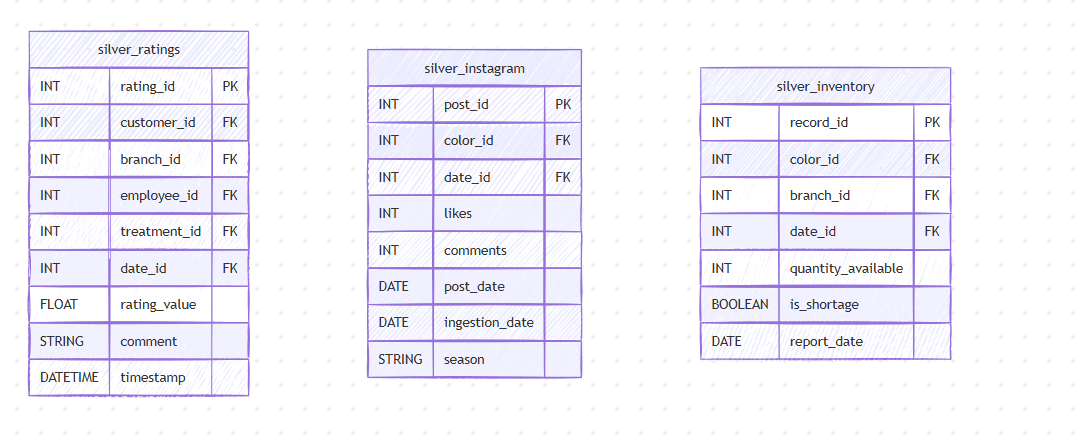 silver_ratings
INT rating_id PK
INT customer_id FK
INT branch_id FK
INT employee_id FK
INT treatment_id FK
INT date_id FK
FLOAT rating_value
STRING comment
DATETIME timestamp
silver_instagram
INT post_id PK
INT color_id FK
INT date_id FK
INT likes
INT comments
DATE post_date
DATE ingestion_date
STRING season
silver_inventory
INT record_id PK
INT color_id FK
INT branch_id FK
INT date_id FK
INT quantity_available
BOOLEAN is_shortage
DATE report_date